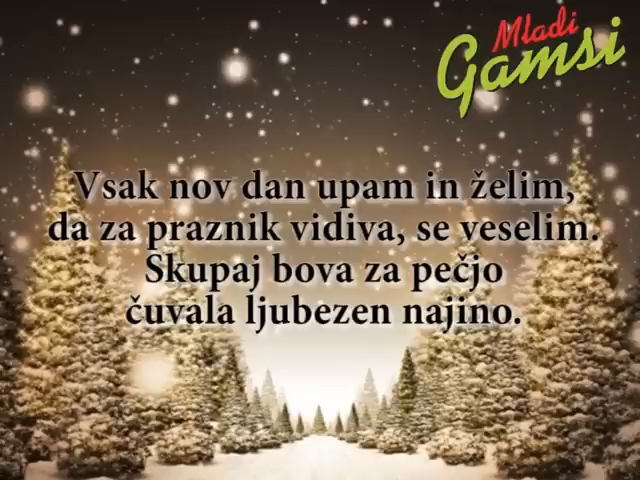 Mladi
Gamsi
Vsak nov dan upam in želim,
da za praznik vidiva, se veselim.
Skupaj bova za pečjo
čuvala ljubezen najino.